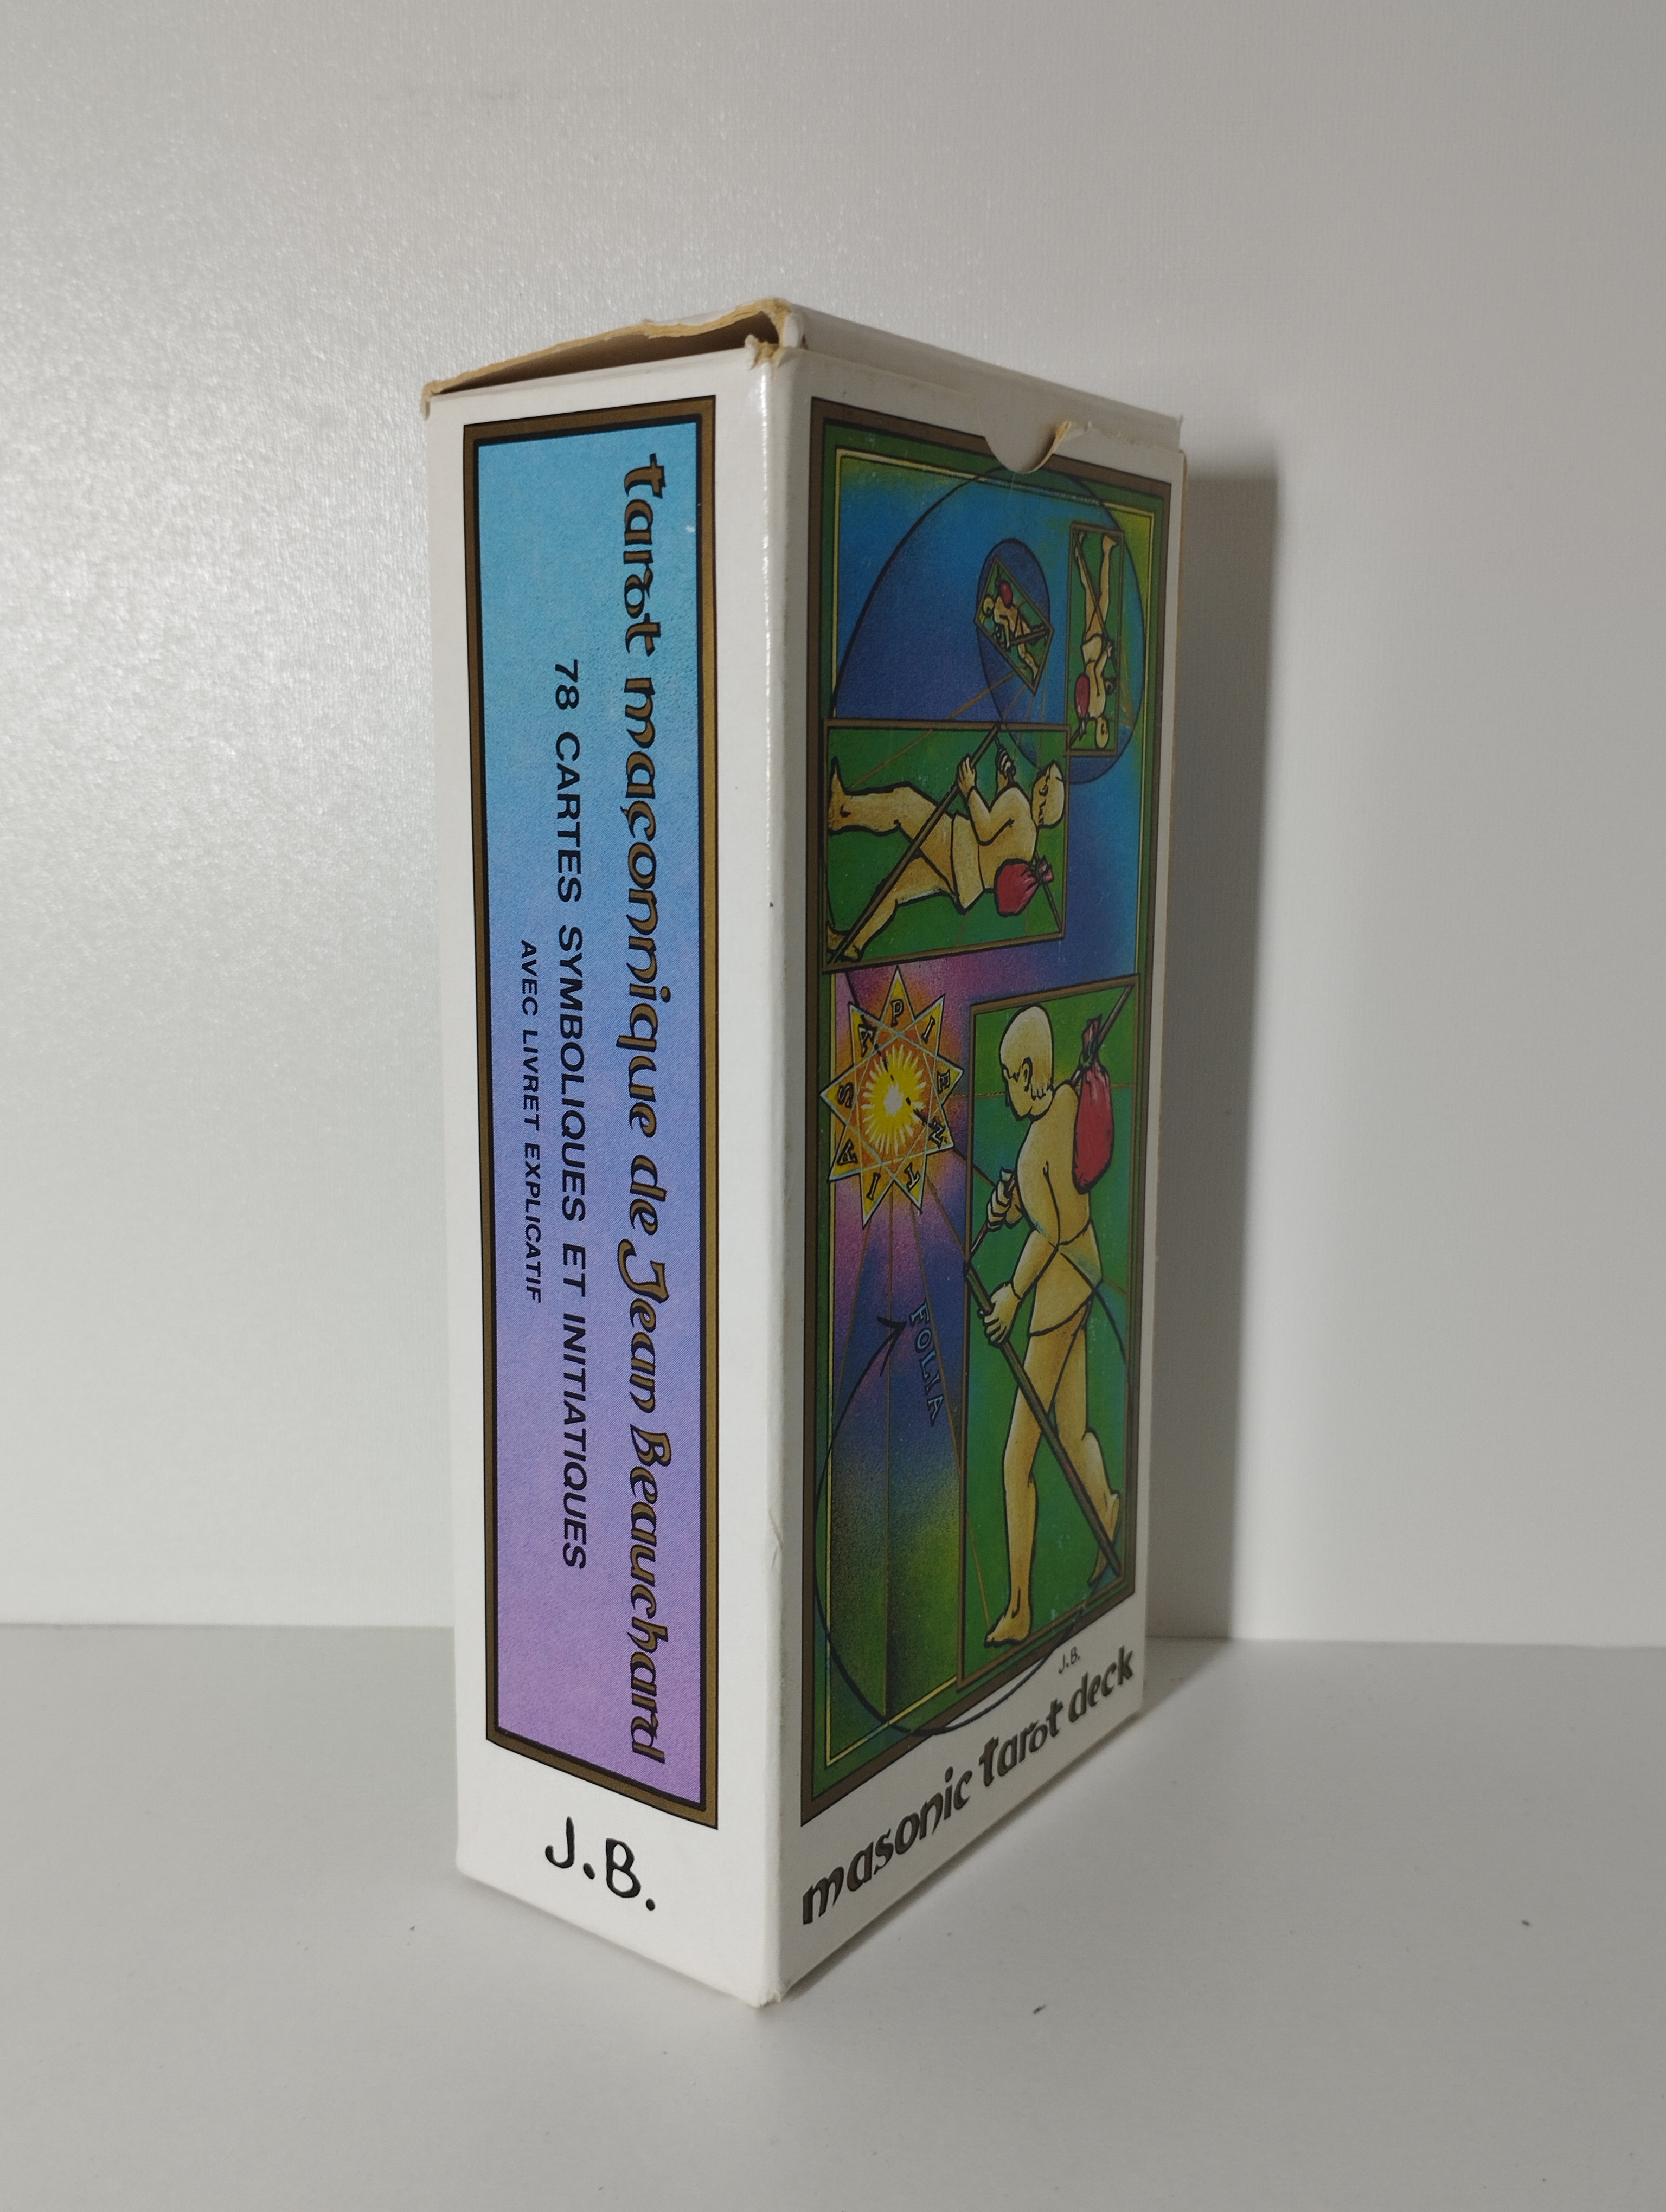 tarot maçonnique de Jean Beauchard
78 CARTES SYMBOLIQUES ET INITIATIQUES
AVEC LIVRET EXPLICATIF
J.B.
SAPIENTIA
FOLIA
J.B.
masonic tarot deck